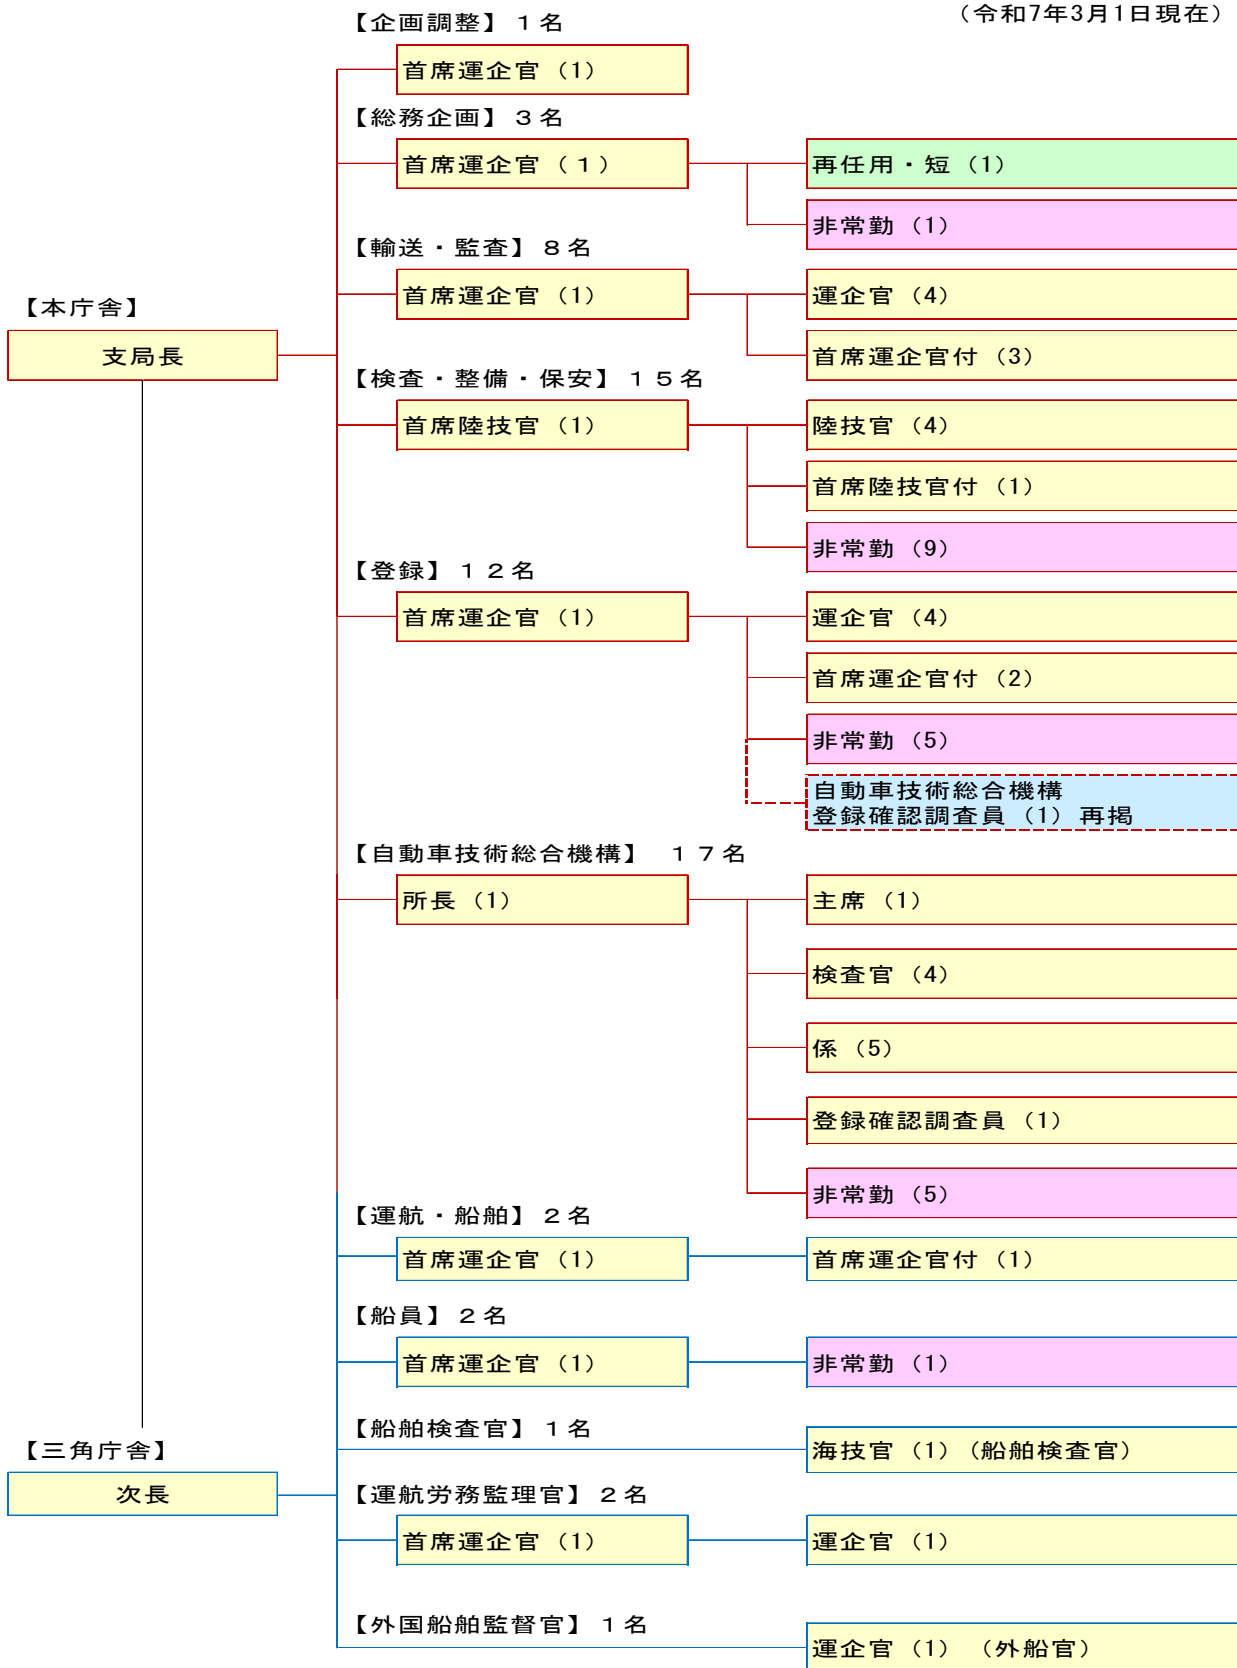 （令和7年3月1日現在）
【企画調整】 １名
首席運企官（1）
【総務企画】 ３名
首席運企官（１）
再任用・短（1）
非常勤（1）
【輸送・監査】 ８名
首席運企官（1）
運企官（4）
首席運企官付（3）
【本庁舎】
支局長
【検査・整備・保安】 １５名
首席陸技官（1）
陸技官（4）
首席陸技官付（1）
非常勤（9）
【登録】 １２名
首席運企官（1）
運企官（4）
首席運企官付（2）
非常勤（5）
自動車技術総合機構
登録確認調査員（1）再掲
【自動車技術総合機構】 １７名
所長（1）
主席（1）
検査官（4）
係（5）
登録確認調査員（1）
非常勤（5）
【運航・船舶】 ２名
首席運企官（1）
首席運企官付（1）
【船員】 ２名
首席運企官（1）
非常勤（1）
【船舶検査官】 １名
海技官（1）（船舶検査官）
【三角庁舎】
次長
【運航労務監理官】 ２名
首席運企官（1）
運企官（1）
【外国船舶監督官】 １名
運企官（1） （外船官）